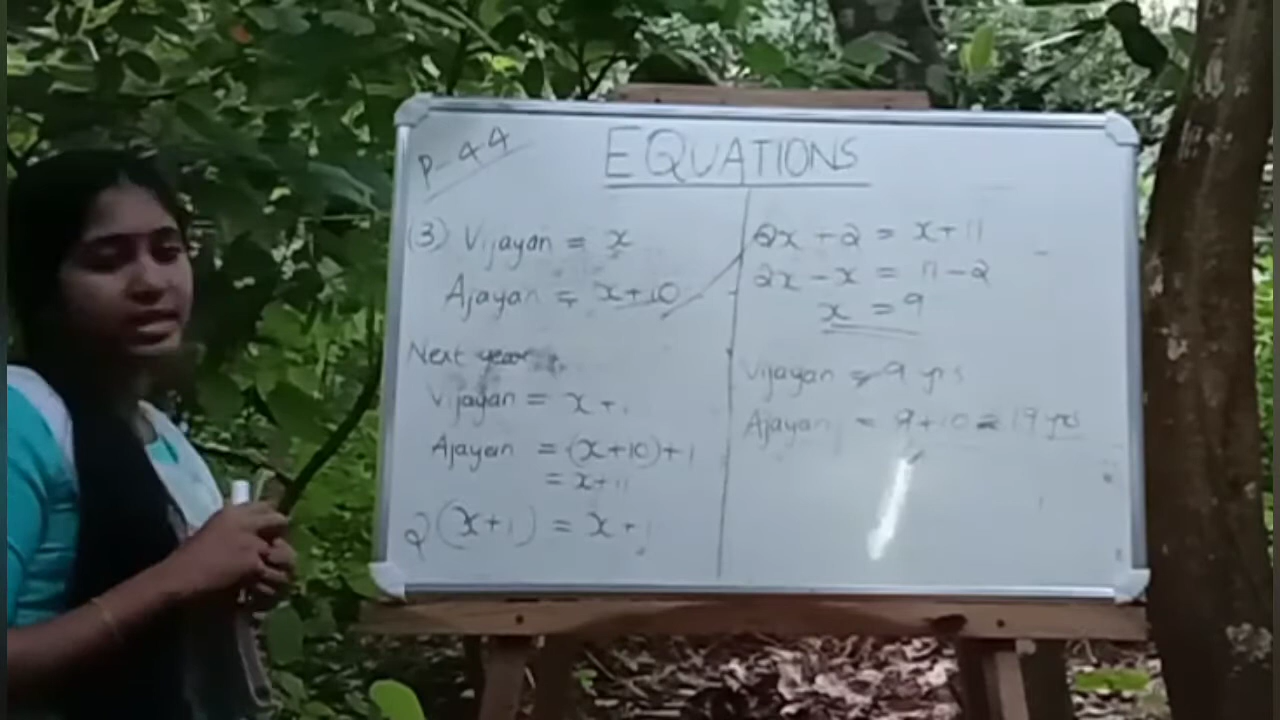 P-44
EQUATIONS
(3) Vijayan = x
Ajayan = x+10
Next year,
Vijayan = x+1
Ajayan = (x+10)+1
= x+11
2(x+1) = x+1
2x+2 = x+11
2x-x = 11-2
x = 9
Vijayan = 9 yrs
Ajayan = 9+10 = 19 yrs